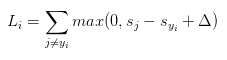 L_i = \sum_{j \neq y_i} max(0, s_j - s_{y_i} + \Delta)